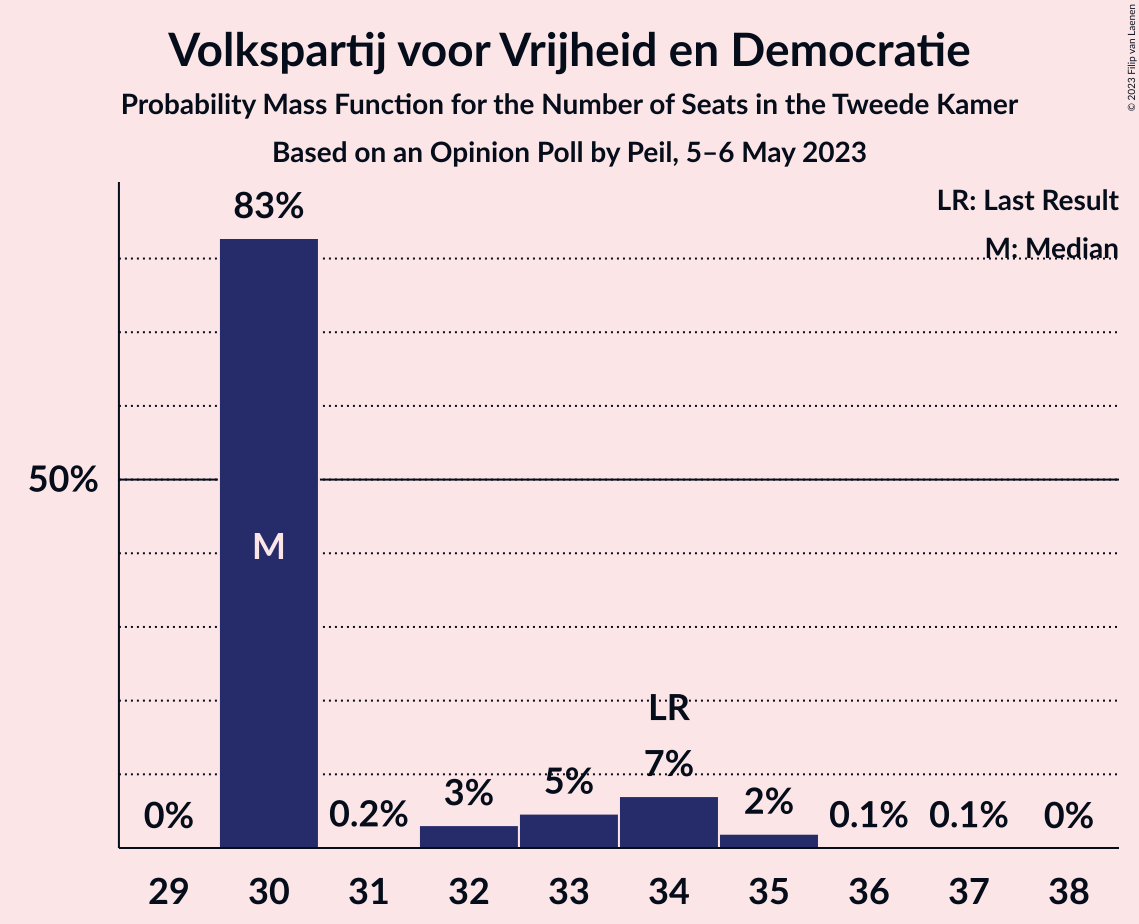 Volkspartij voor Vrijheid en Democratie
Probability Mass Function for the Number of Seats in the Tweede Kamer
Based on an Opinion Poll by Peil, 5–6 May 2023
© 2023 Filip van Laenen
LR: Last Result
M: Median
83%
50%
M
LR
0%
0.2%
3%
5%
7%
2%
0.1%
0.1%
0%
29 30 31 32 33 34 35 36 37 38